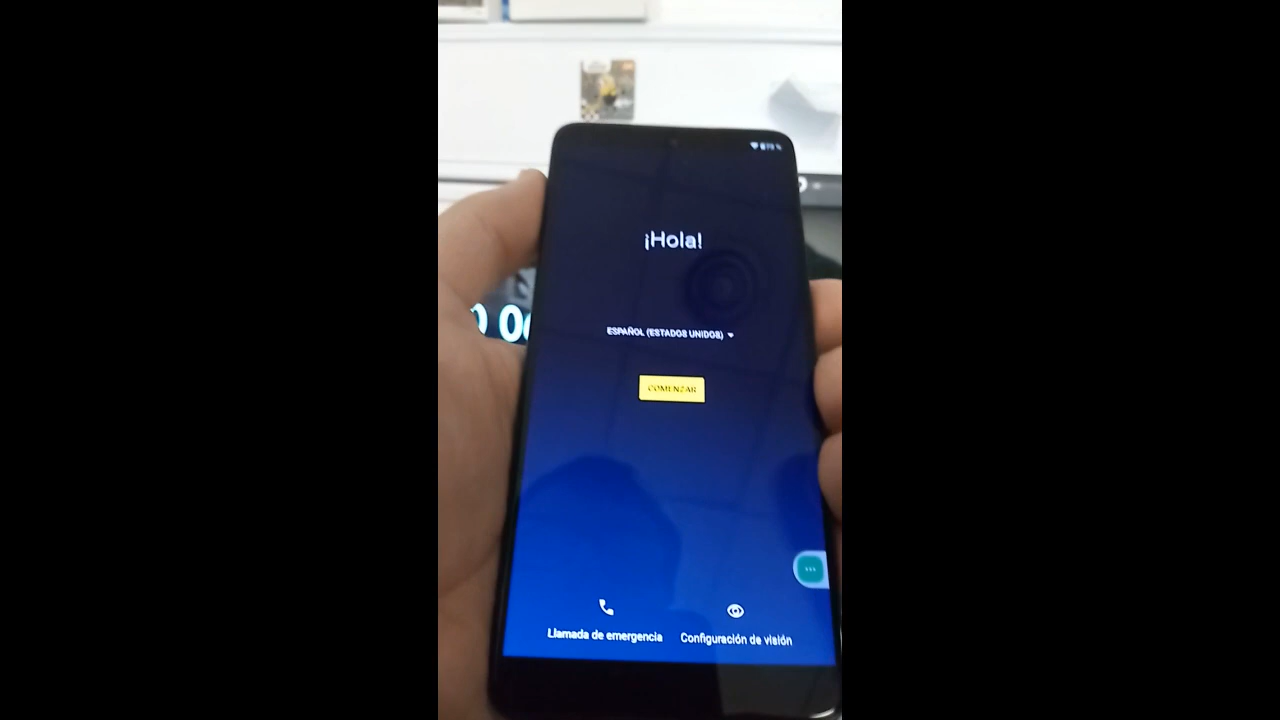 ¡Hola!
ESPAÑOL (ESTADOS UNIDOS)
COMENZAR
Llamada de emergencia
Configuración de visión